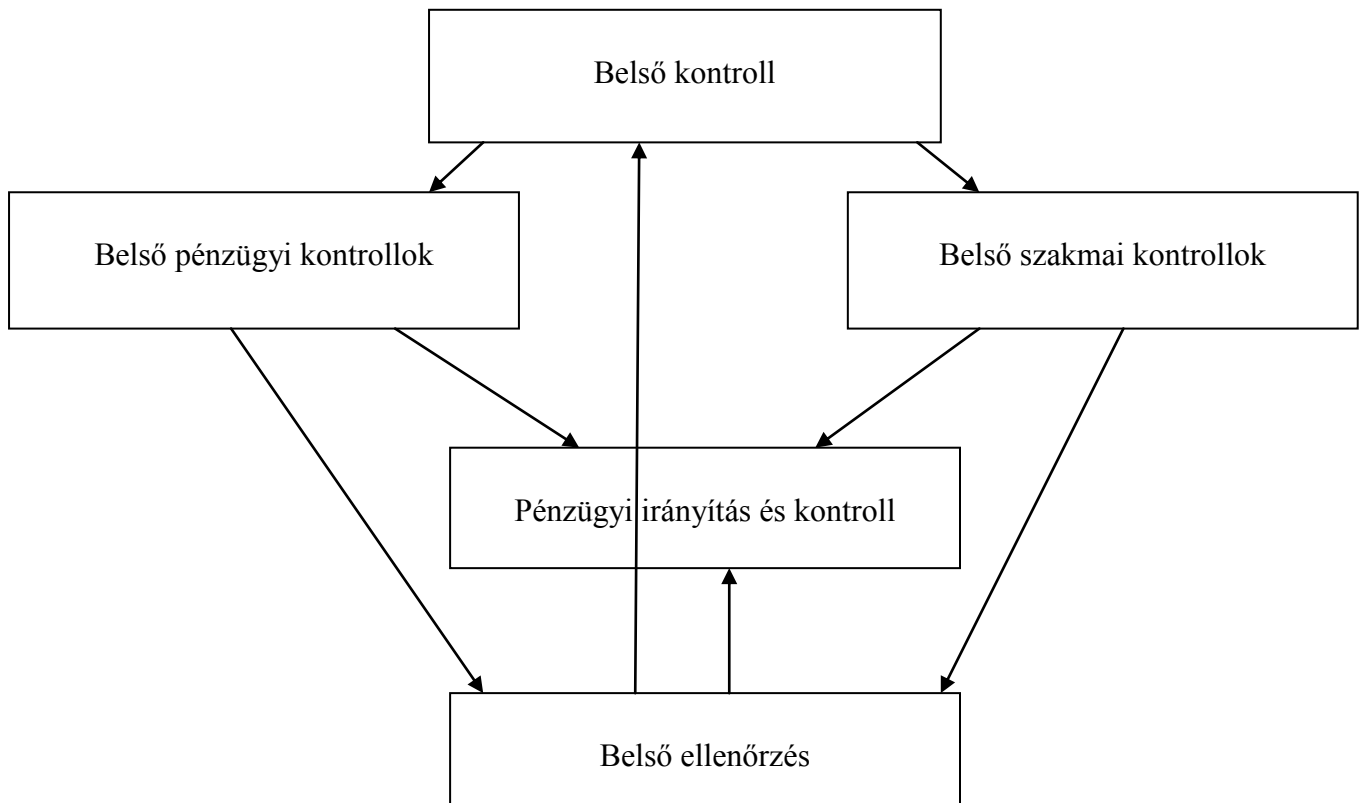 Belső kontroll
Belső pénzügyi kontrollok
Belső szakmai kontrollok
Pénzügyi irányítás és kontroll
Belső ellenőrzés